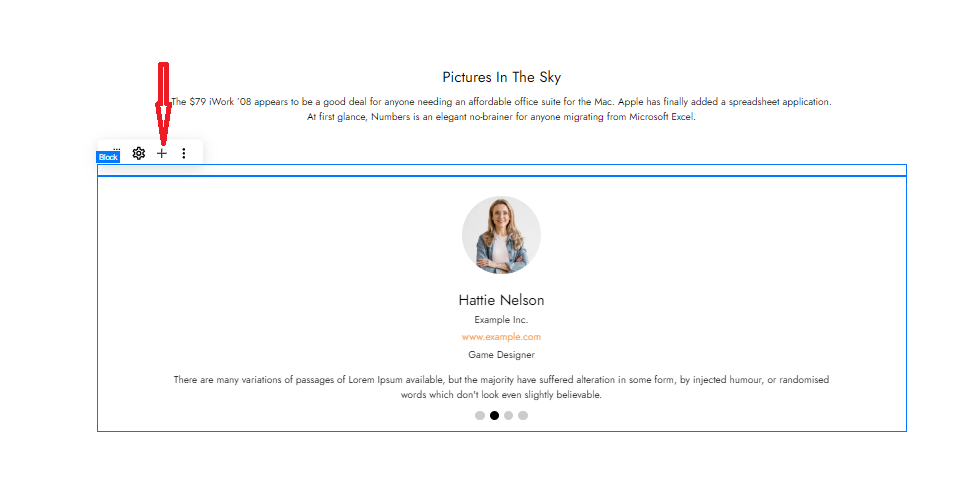 Pictures In The Sky
The $79 iWork ‘08 appears to be a good deal for anyone needing an affordable office suite for the Mac. Apple has finally added a spreadsheet application.
At first glance, Numbers is an elegant no-brainer for anyone migrating from Microsoft Excel.
Block
Hattie Nelson
Example Inc.
www.example.com
Game Designer
There are many variations of passages of Lorem Ipsum available, but the majority have suffered alteration in some form, by injected humour, or randomised
words which don't look even slightly believable.